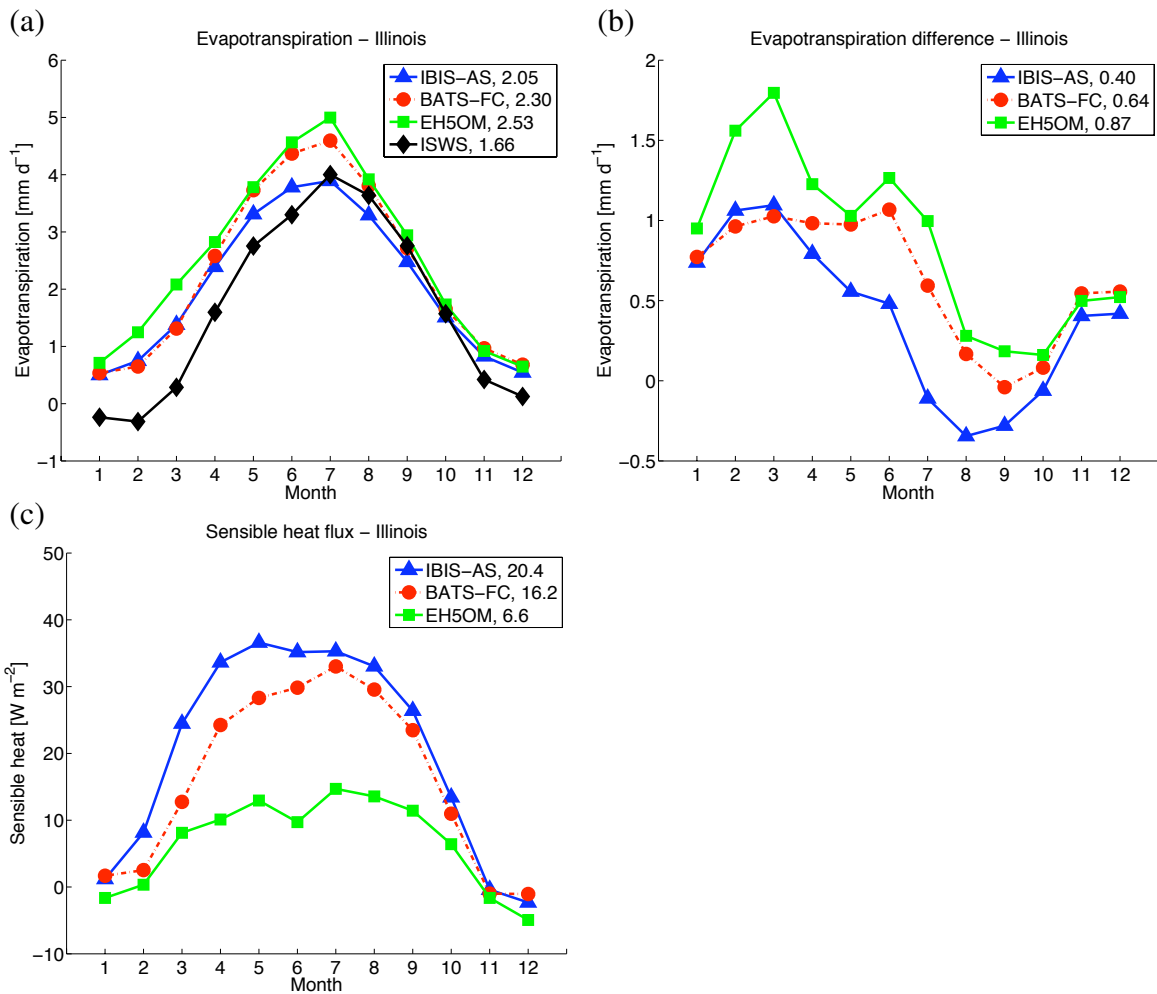 (a)
Evapotranspiration – Illinois
Evapotranspiration [mm d⁻¹]
6
5
4
3
2
1
0
−1
IBIS−AS, 2.05
BATS−FC, 2.30
EH5OM, 2.53
ISWS, 1.66
1 2 3 4 5 6 7 8 9 10 11 12
Month
(b)
Evapotranspiration difference – Illinois
Evapotranspiration [mm d⁻¹]
2
1.5
1
0.5
0
−0.5
IBIS−AS, 0.40
BATS−FC, 0.64
EH5OM, 0.87
1 2 3 4 5 6 7 8 9 10 11 12
Month
(c)
Sensible heat flux – Illinois
Sensible heat [W m⁻²]
50
40
30
20
10
0
−10
IBIS−AS, 20.4
BATS−FC, 16.2
EH5OM, 6.6
1 2 3 4 5 6 7 8 9 10 11 12
Month